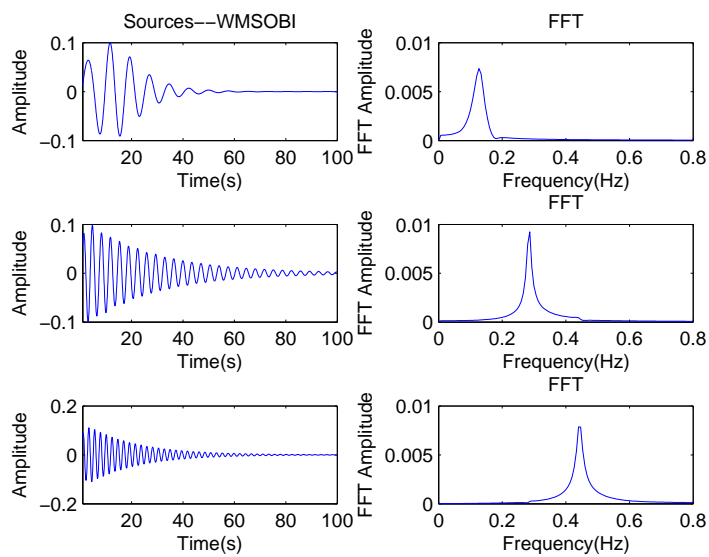 Sources−−WMSOBI
FFT
0.1
0
−0.1
Amplitude
20 40 60 80 100
Time(s)
0.01
0.005
0
FFT Amplitude
0 0.2 0.4 0.6 0.8
Frequency(Hz)
0.1
0
−0.1
Amplitude
20 40 60 80 100
Time(s)
FFT
0.01
0.005
0
FFT Amplitude
0 0.2 0.4 0.6 0.8
Frequency(Hz)
0.2
0
−0.2
Amplitude
20 40 60 80 100
Time(s)
FFT
0.01
0.005
0
FFT Amplitude
0 0.2 0.4 0.6 0.8
Frequency(Hz)